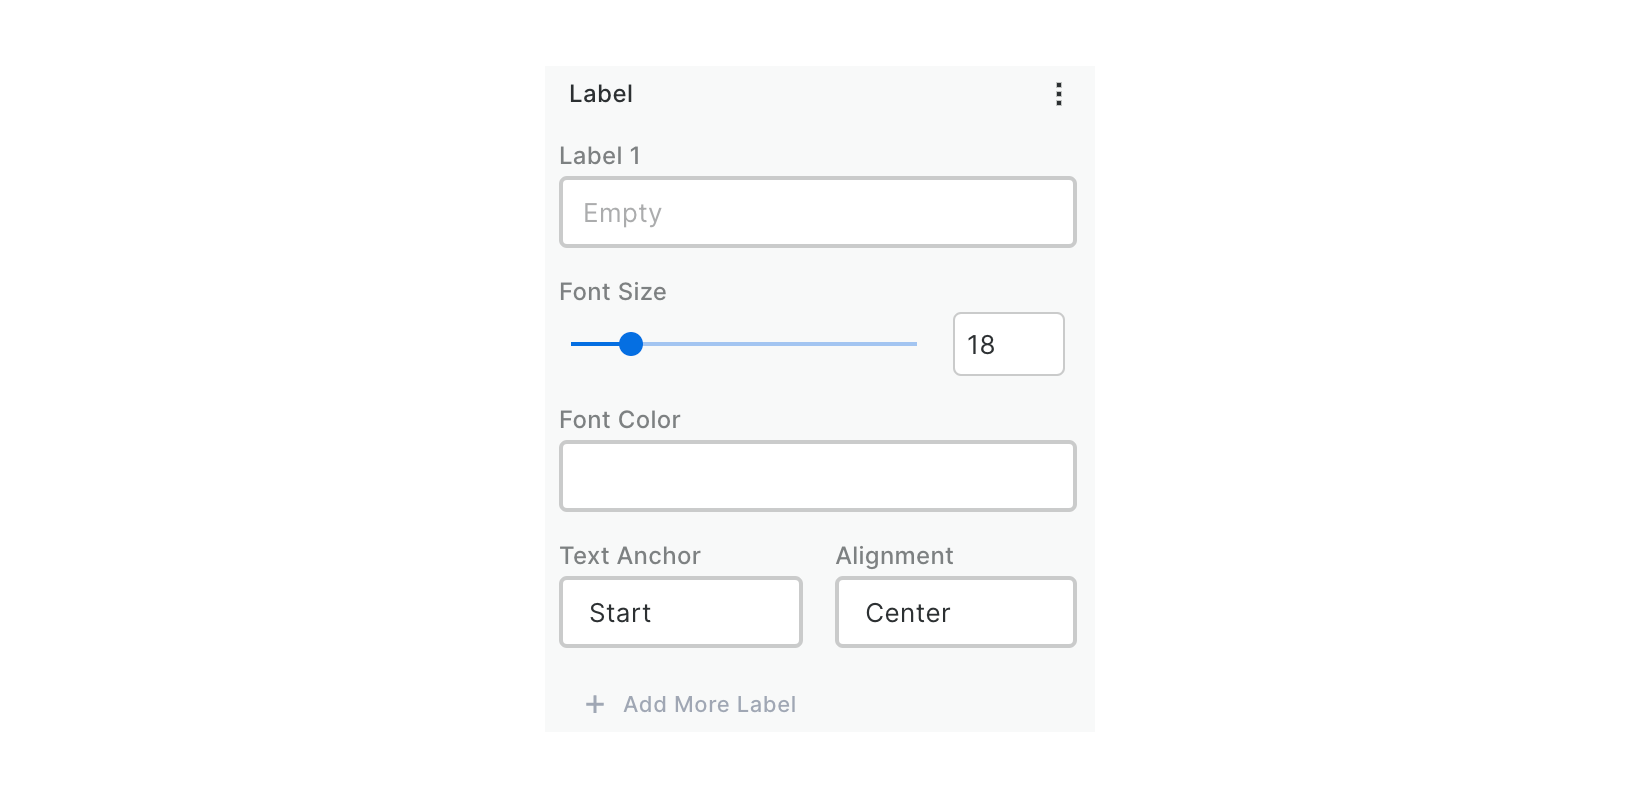 Label
Label 1
Empty
Font Size
18
Font Color
Text Anchor Alignment
Start Center
+ Add More Label